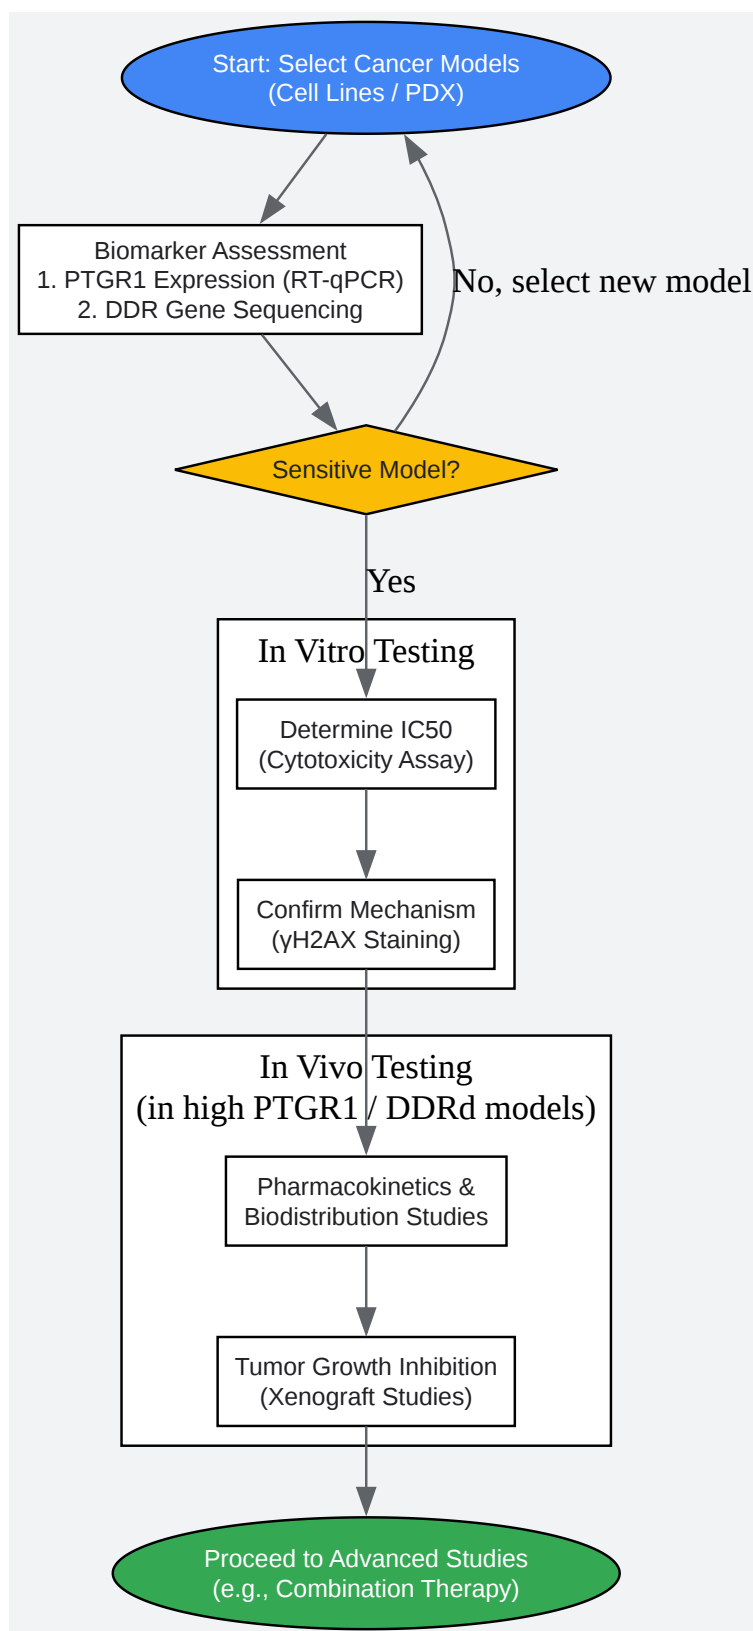 Start: Select Cancer Models
(Cell Lines / PDX)
Biomarker Assessment
1. PTGR1 Expression (RT-qPCR)
2. DDR Gene Sequencing
No, select new model
Sensitive Model?
Yes
In Vitro Testing
Determine IC50
(Cytotoxicity Assay)
Confirm Mechanism
(γH2AX Staining)
In Vivo Testing
(in high PTGR1 / DDRd models)
Pharmacokinetics &
Biodistribution Studies
Tumor Growth Inhibition
(Xenograft Studies)
Proceed to Advanced Studies
(e.g., Combination Therapy)